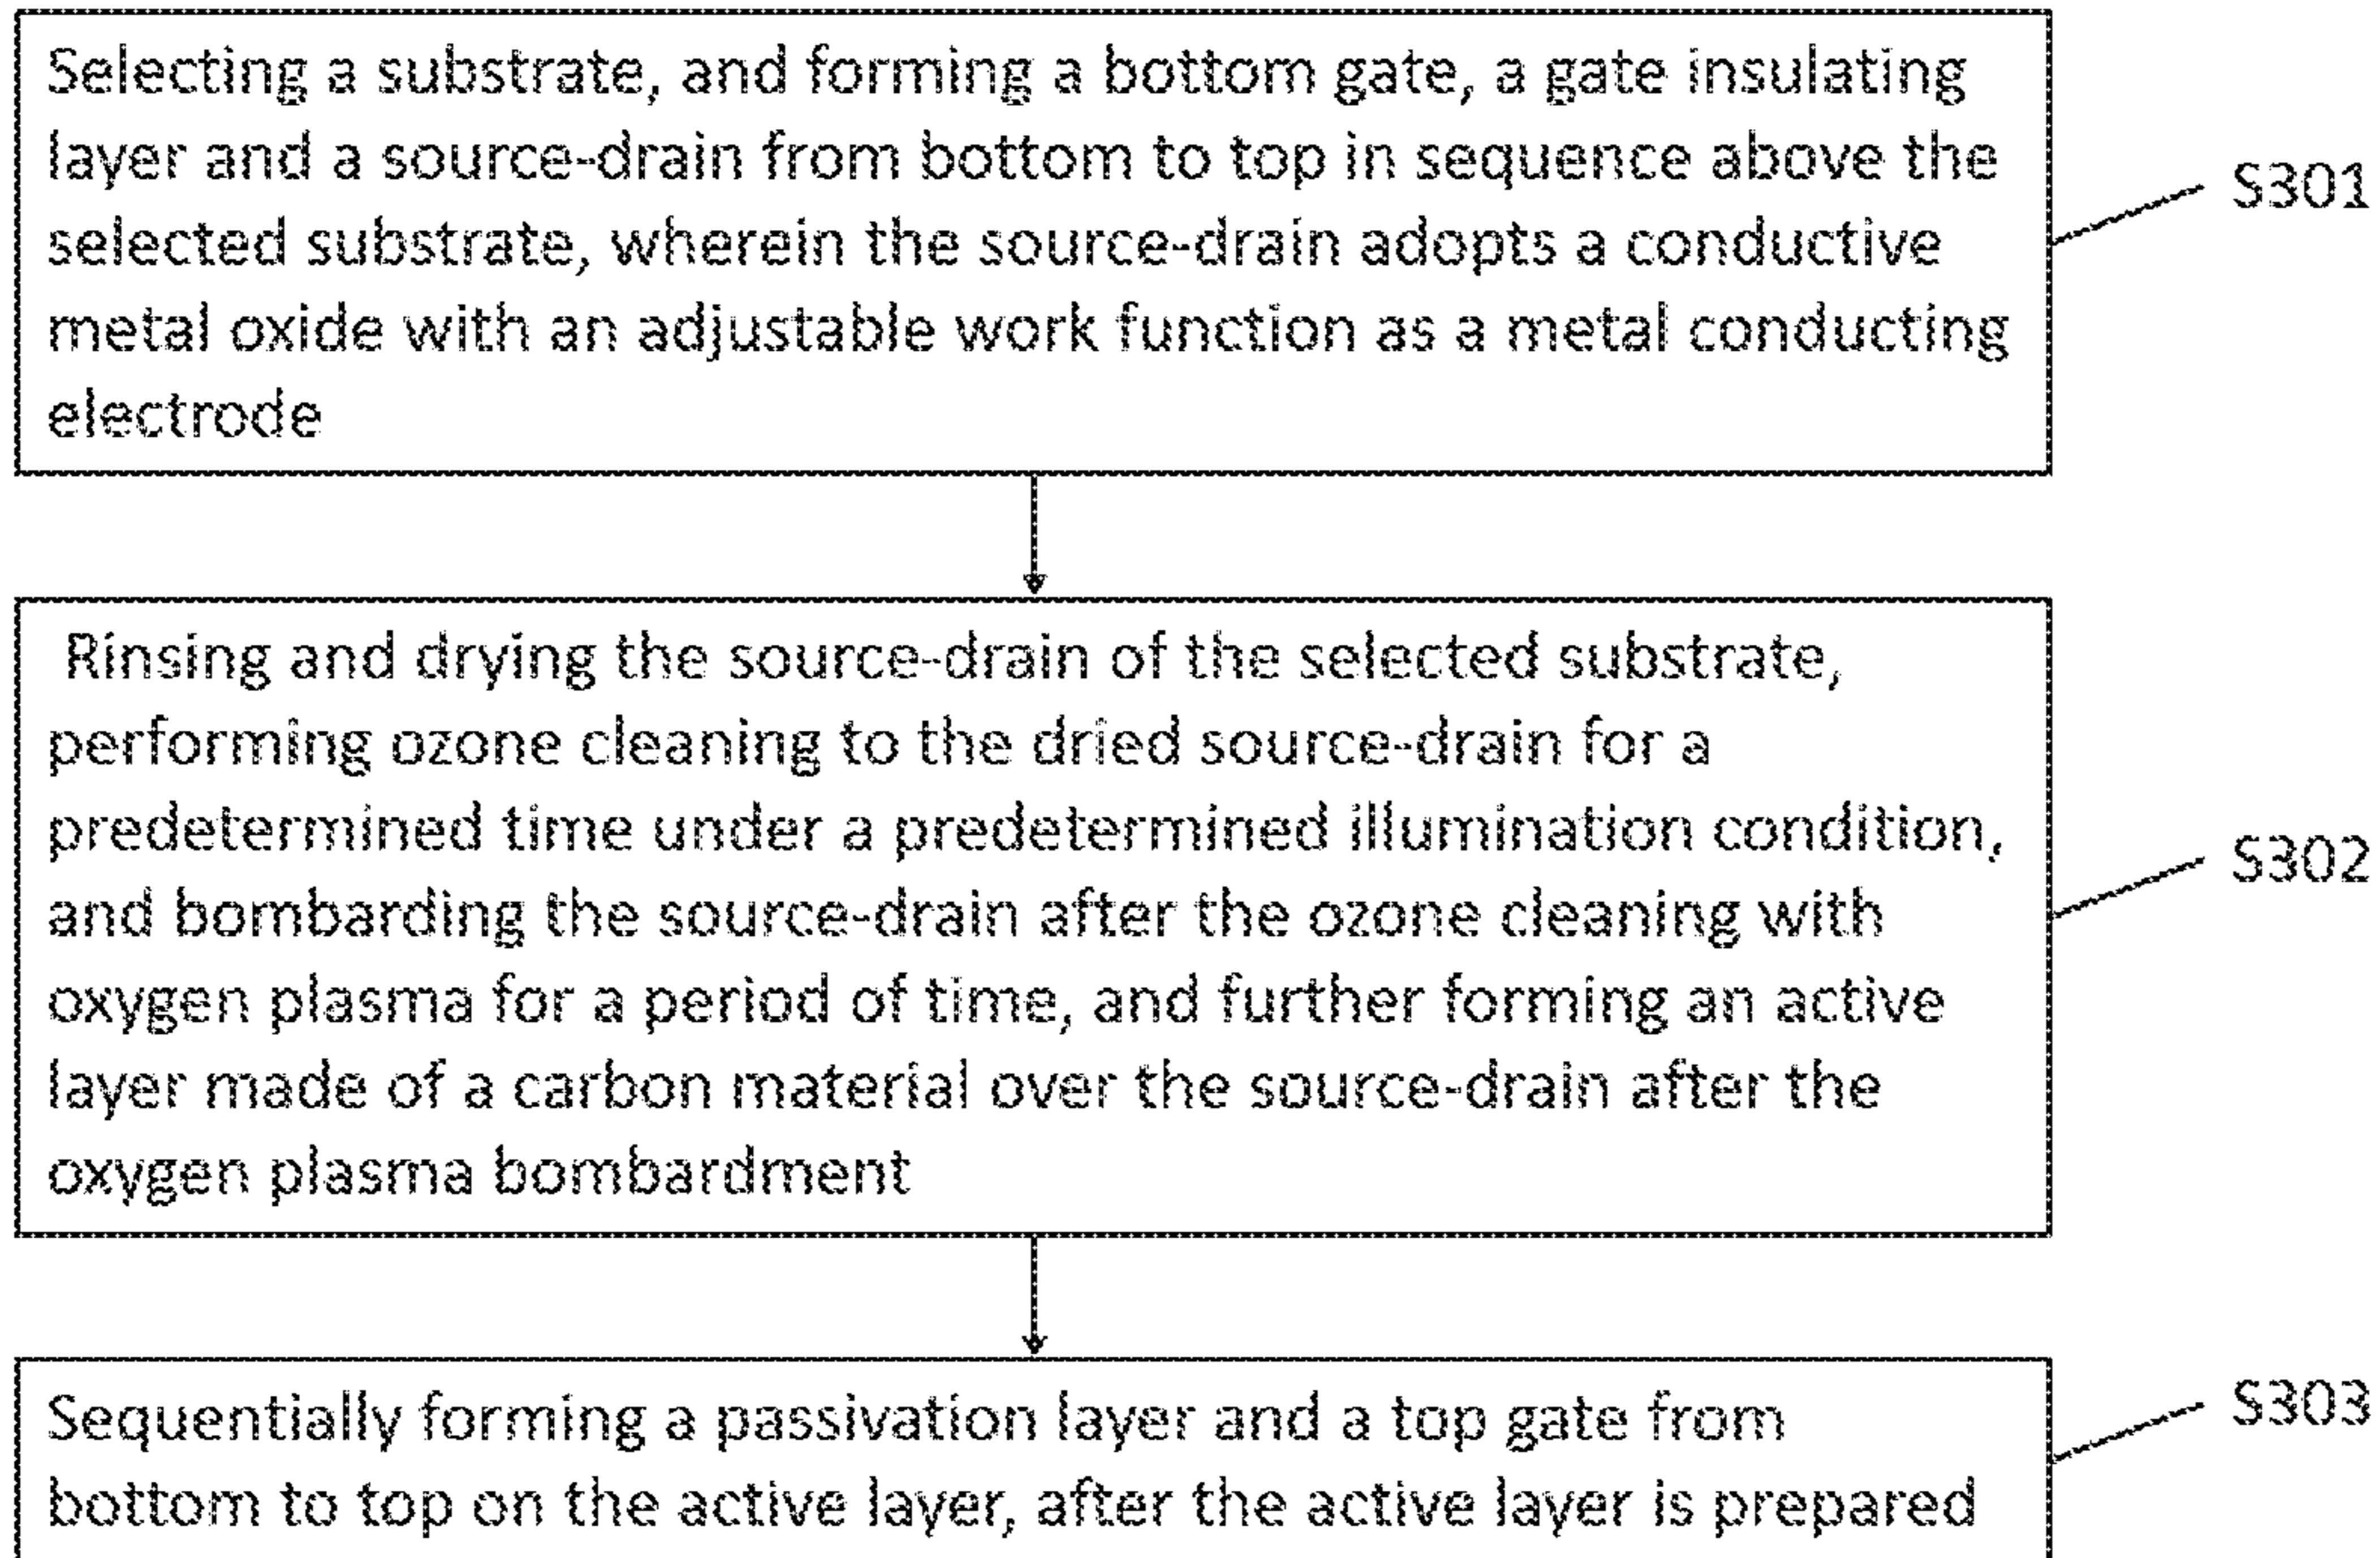 Selecting a substrate, and forming a bottom gate, a gate insulating
layer and a source-drain from bottom to top in sequence above the
selected substrate, wherein the source-drain adopts a conductive
metal oxide with an adjustable work function as a metal conducting
electrode
S301
Rinsing and drying the source-drain of the selected substrate,
performing ozone cleaning to the dried source-drain for a
predetermined time under a predetermined illumination condition,
and bombarding the source-drain after the ozone cleaning with
oxygen plasma for a period of time, and further forming an active
layer made of a carbon material over the source-drain after the
oxygen plasma bombardment
S302
Sequentially forming a passivation layer and a top gate from
bottom to top on the active layer, after the active layer is prepared
S303